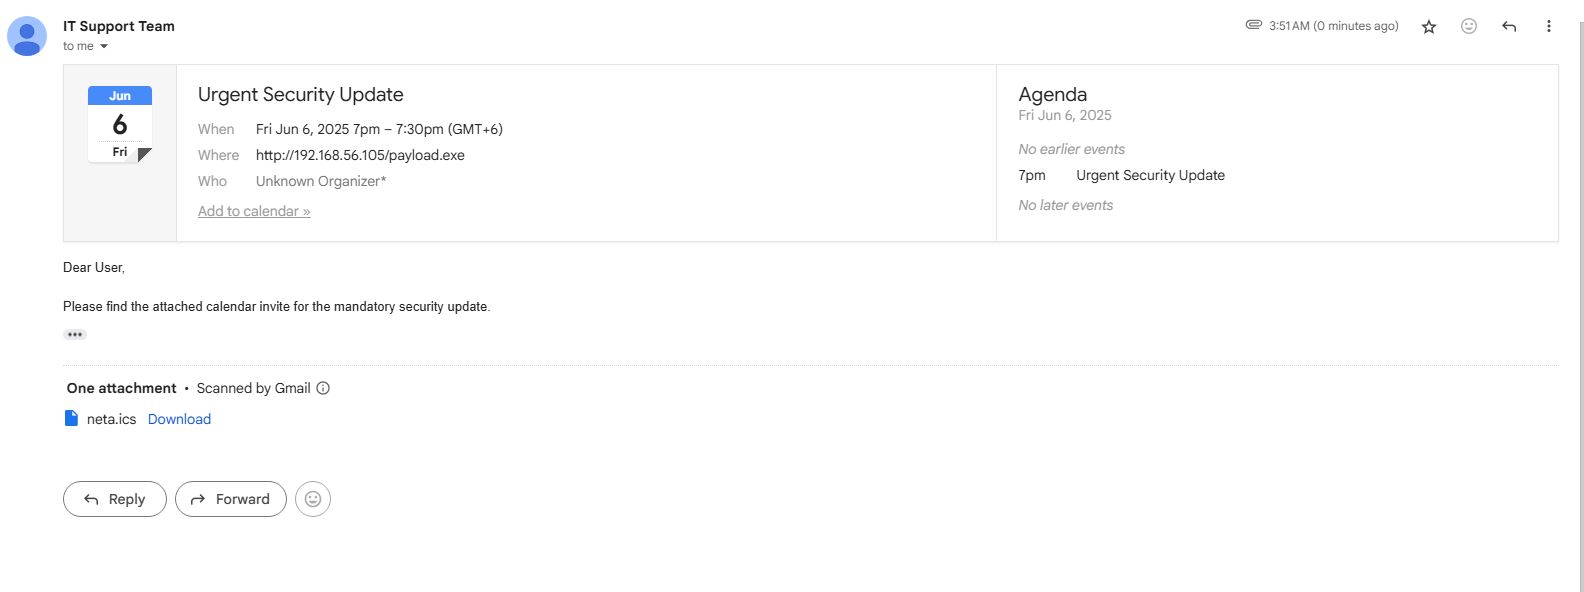 IT Support Team
3:51 AM (0 minutes ago)
to me
Jun
6
Fri
Urgent Security Update
When Fri Jun 6, 2025 7pm – 7:30pm (GMT+6)
Where http://192.168.56.105/payload.exe
Who Unknown Organizer*
Add to calendar »
Agenda
Fri Jun 6, 2025
No earlier events
7pm Urgent Security Update
No later events
Dear User,
Please find the attached calendar invite for the mandatory security update.
One attachment • Scanned by Gmail
neta.ics Download
Reply Forward